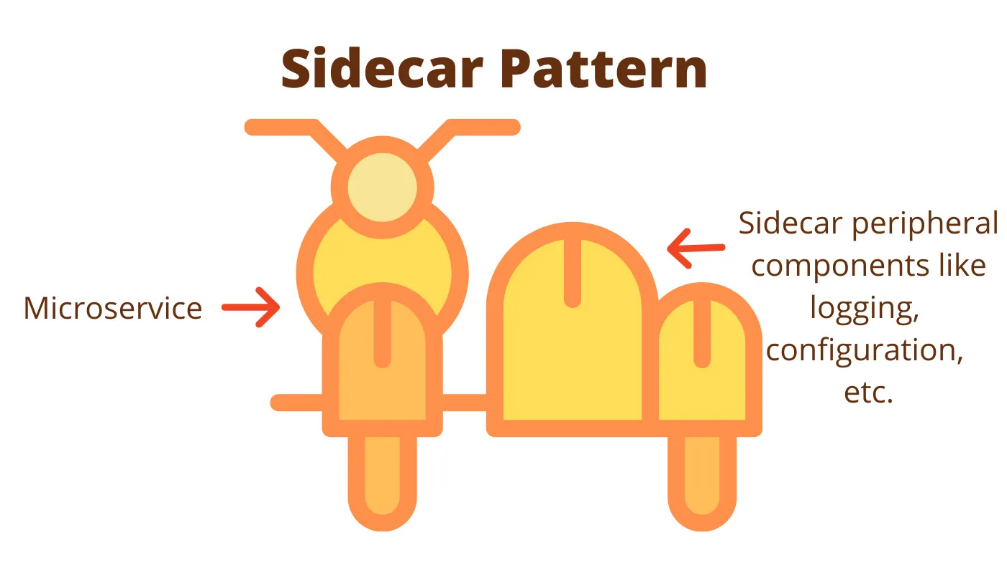 Sidecar Pattern
Microservice
Sidecar peripheral
components like
logging,
configuration,
etc.